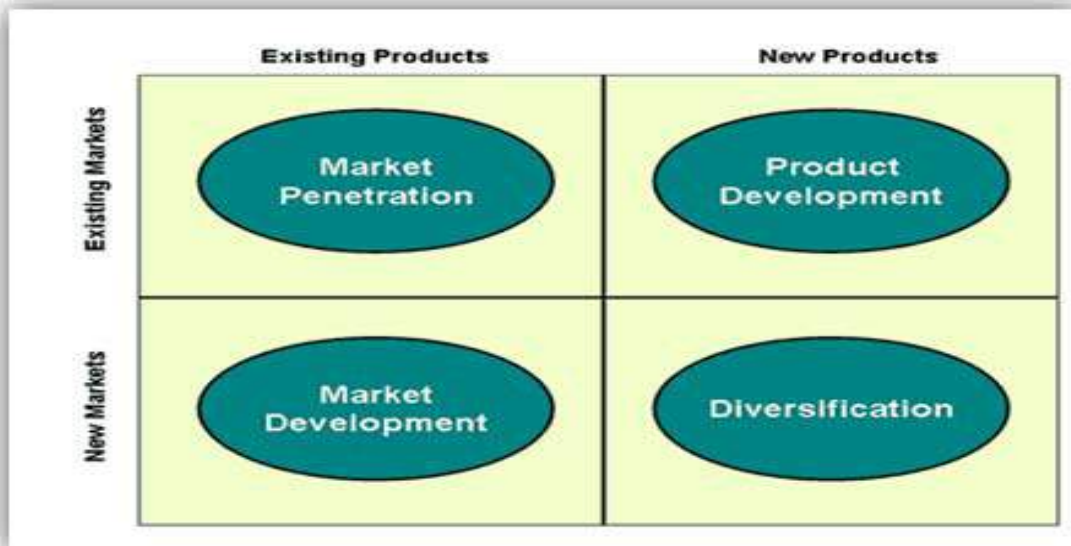 Existing Products
New Products
Existing Markets
Market
Penetration
Product
Development
New Markets
Market
Development
Diversification